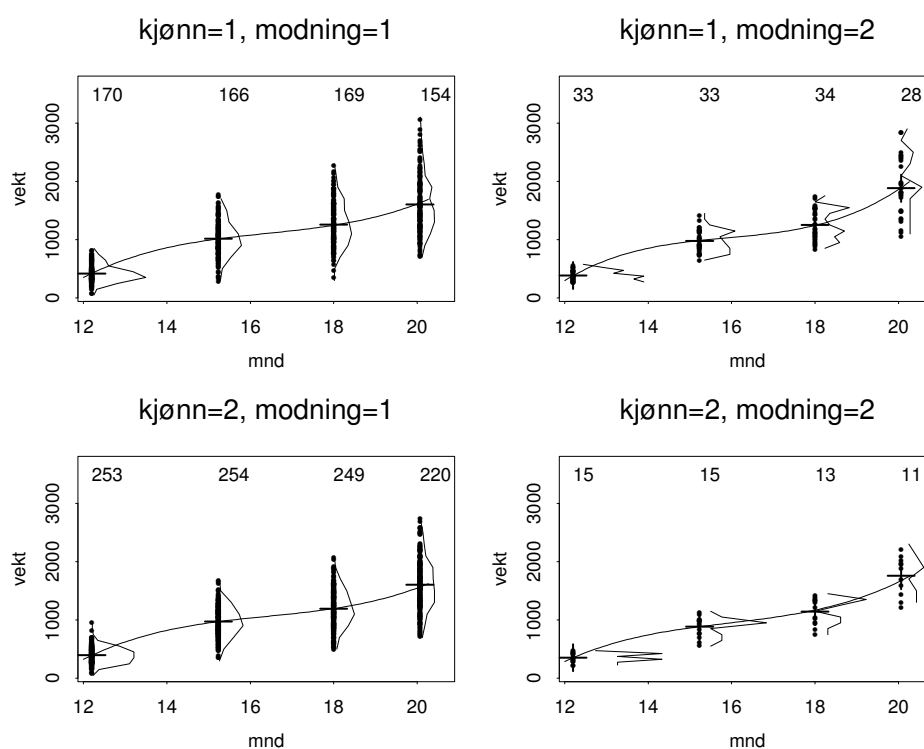 kjønn=1, modning=1
170 166 169 154
vekt
0 1000 2000 3000
12 14 16 18 20
mnd
kjønn=1, modning=2
33 33 34 28
vekt
0 1000 2000 3000
12 14 16 18 20
mnd
kjønn=2, modning=1
253 254 249 220
vekt
0 1000 2000 3000
12 14 16 18 20
mnd
kjønn=2, modning=2
15 15 13 11
vekt
0 1000 2000 3000
12 14 16 18 20
mnd